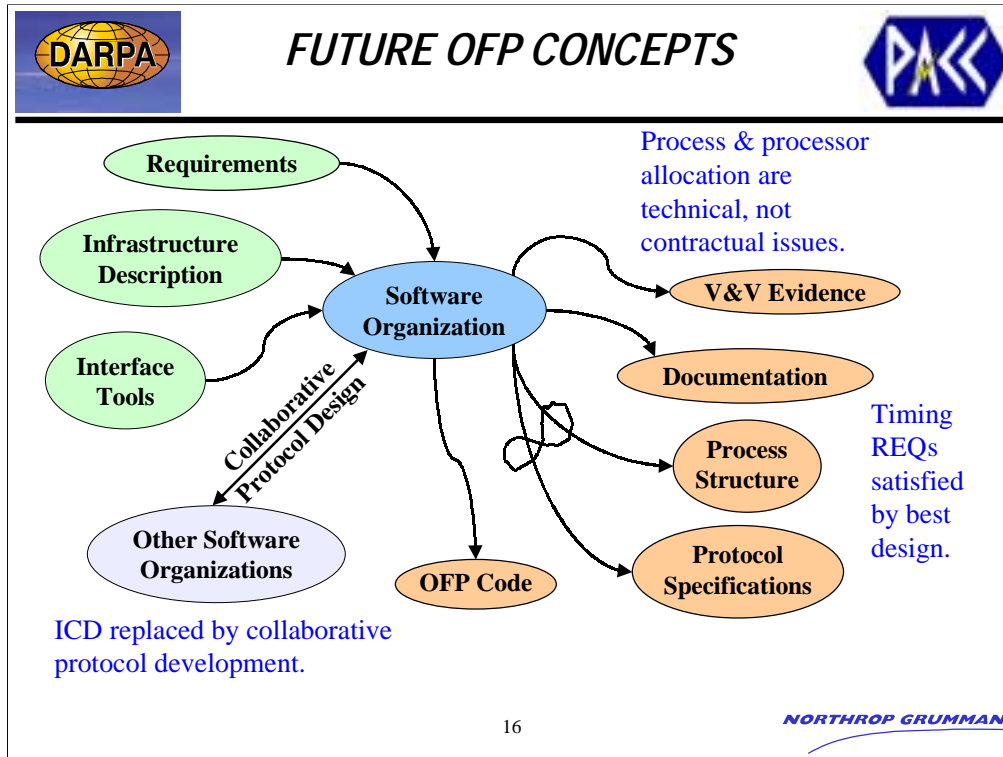 DARPA
FUTURE OFP CONCEPTS
PACC
Requirements
Process & processor
allocation are
technical, not
contractual issues.
Infrastructure
Description
Software
Organization
V&V Evidence
Interface
Tools
Documentation
Collaborative
Protocol Design
Timing
REQs
satisfied
by best
design.
Process
Structure
Other Software
Organizations
OFP Code
Protocol
Specifications
ICD replaced by collaborative
protocol development.
16
NORTHROP GRUMMAN